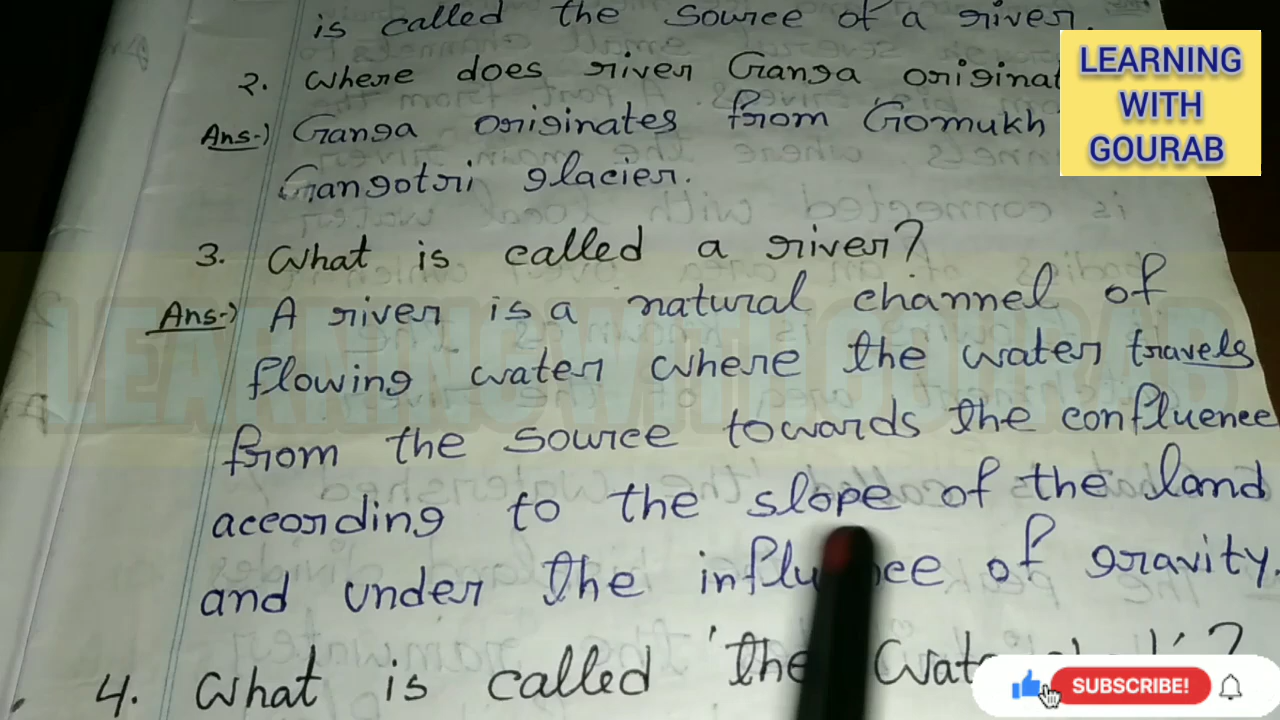 is called the source of a river.
2. Where does river Ganga originat
Ans-) Ganga originates from Gomukh
Gangotri glacier.
3. What is called a river?
Ans-) A river is a natural channel of
flowing water where the water travels
from the source towards the confluence
according to the slope of the land
and under the influence of gravity.
4. What is called 'the
LEARNING
WITH
GOURAB
LEARNING WITH GOURAB
SUBSCRIBE!